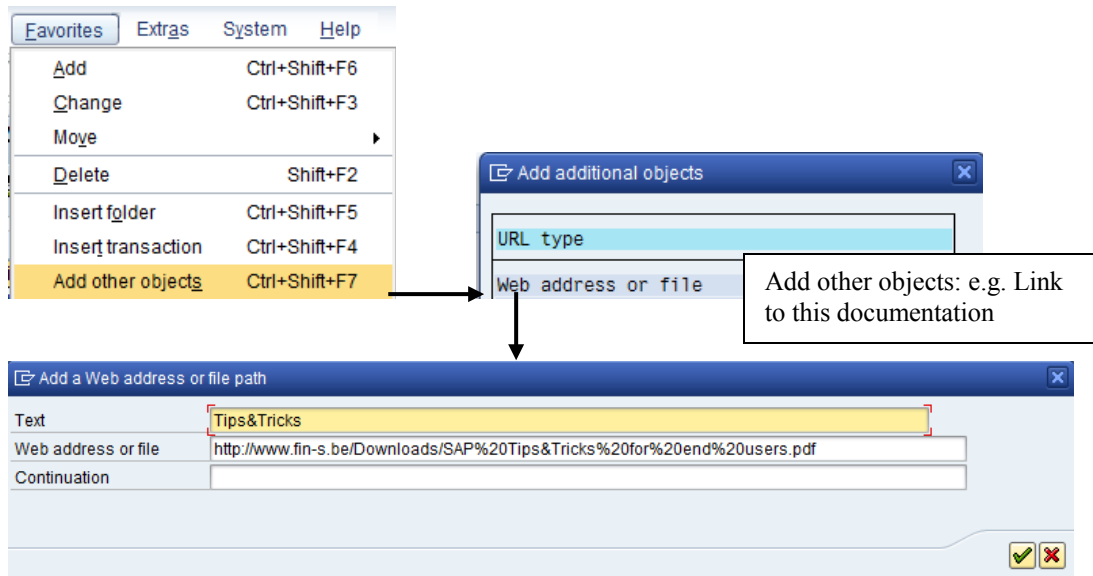 Favorites Extras System Help
Add Ctrl+Shift+F6
Change Ctrl+Shift+F3
Move
Delete Shift+F2
Insert folder Ctrl+Shift+F5
Insert transaction Ctrl+Shift+F4
Add other objects Ctrl+Shift+F7
Add additional objects
URL type
Web address or file
Add other objects: e.g. Link
to this documentation
Add a Web address or file path
Text Tips&Tricks
Web address or file http://www.fin-s.be/Downloads/SAP%20Tips&Tricks%20for%20end%20users.pdf
Continuation